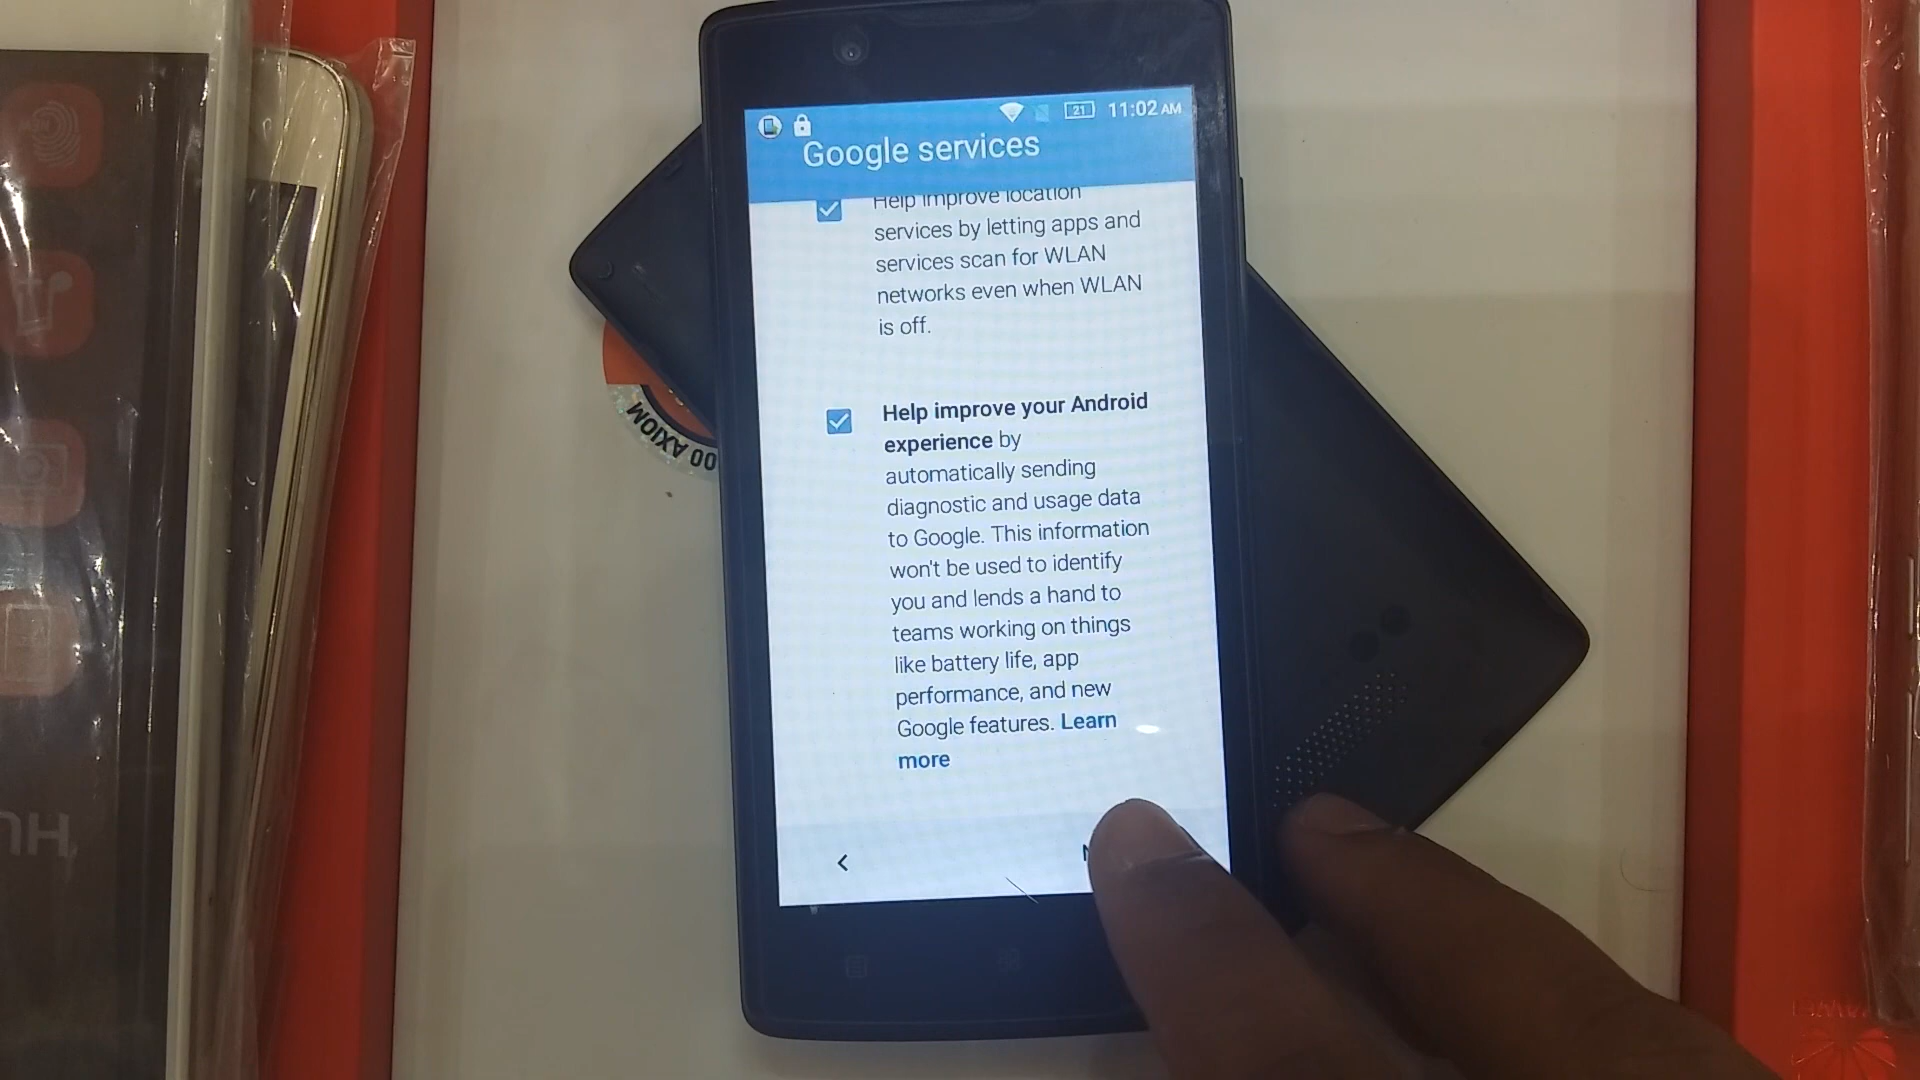 21 11:02 AM
Google services
Help improve location
services by letting apps and
services scan for WLAN
networks even when WLAN
is off.
Help improve your Android
experience by
automatically sending
diagnostic and usage data
to Google. This information
won't be used to identify
you and lends a hand to
teams working on things
like battery life, app
performance, and new
Google features. Learn
more
00 AXIOM